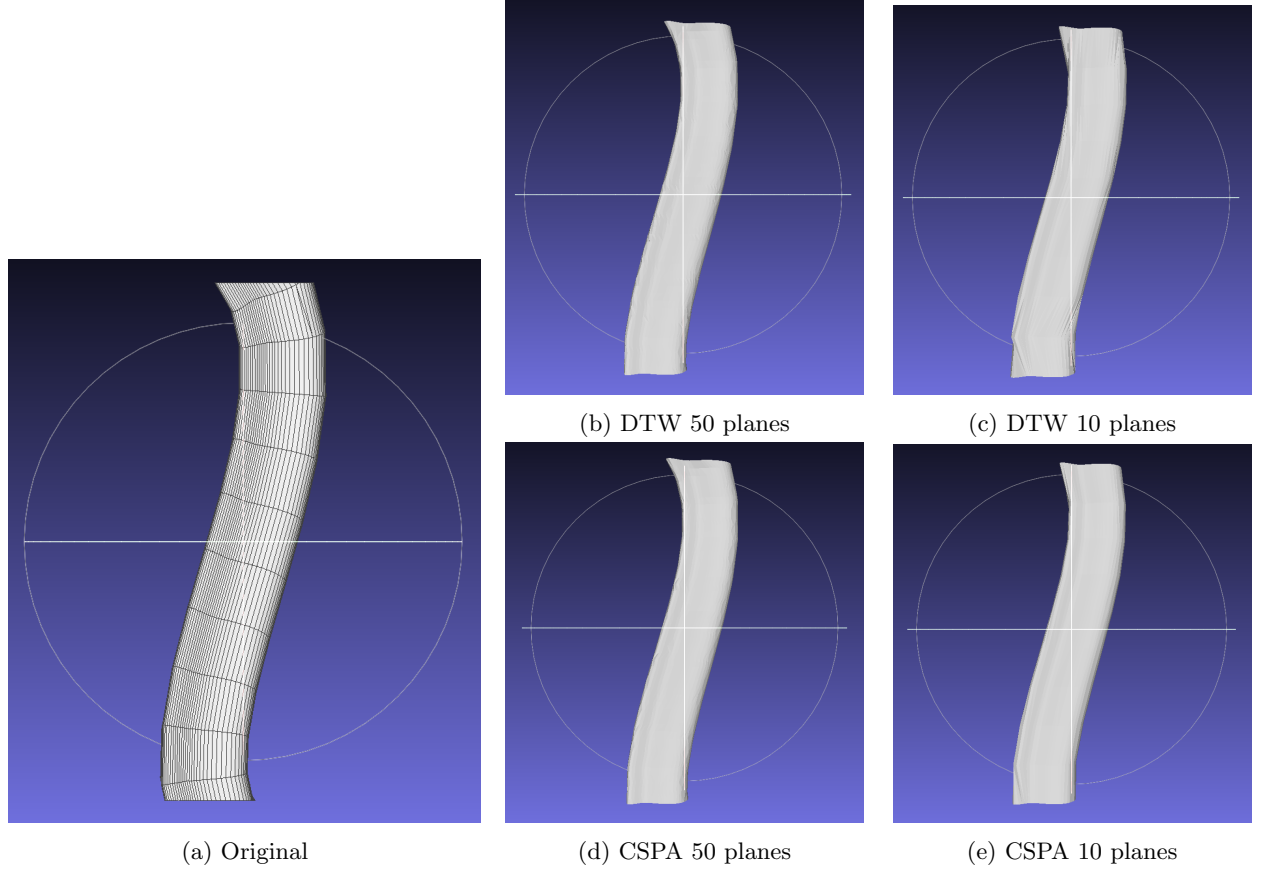 (b) DTW 50 planes
(c) DTW 10 planes
(a) Original
(d) CSPA 50 planes
(e) CSPA 10 planes